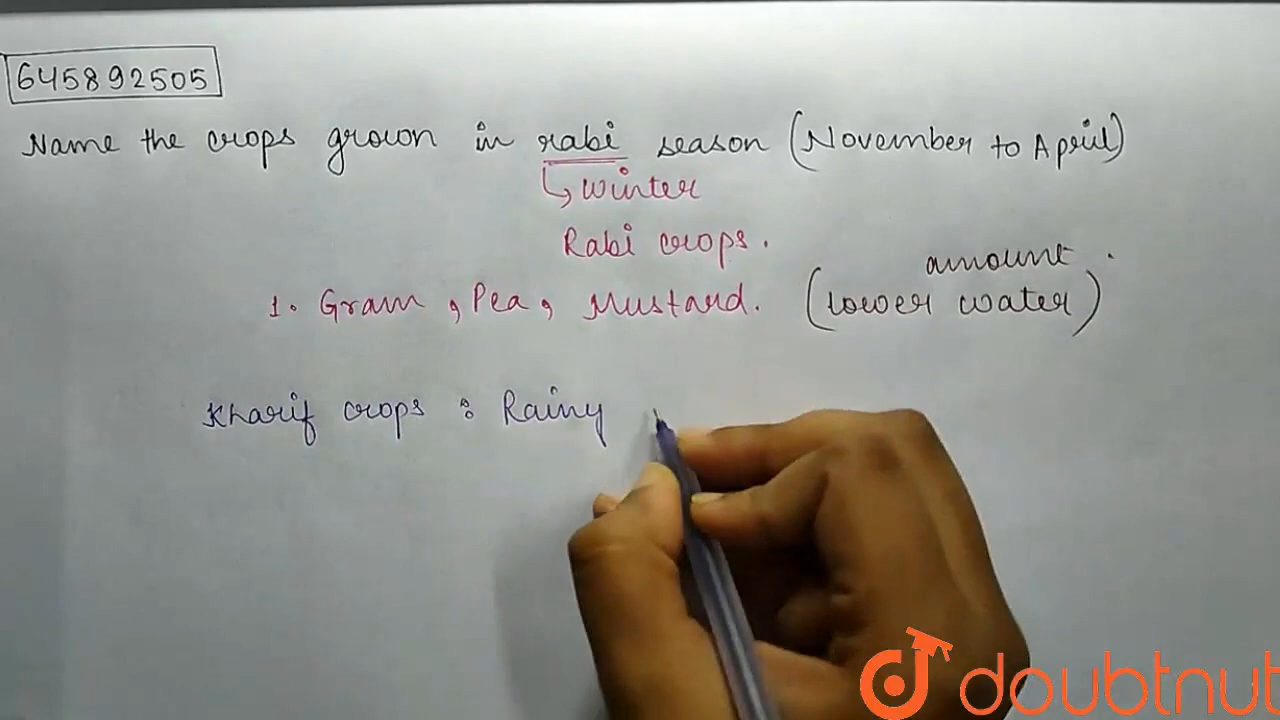 645892505
Name the crops grown in rabi season (November to April)
winter
Rabi crops.
amount.
1. Gram, Pea, Mustard. (lower water)
Kharif crops : Rainy
doubtnut